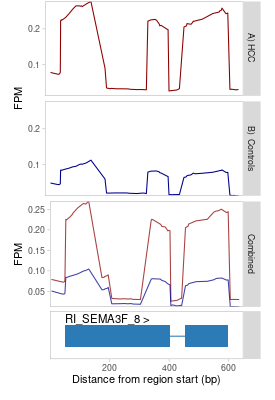 0.2
0.1
FPM
A) HCC
0.2
0.1
B) Controls
0.25
0.20
0.15
0.10
0.05
FPM
Combined
RI_SEMA3F_8 >
200 400 600
Distance from region start (bp)